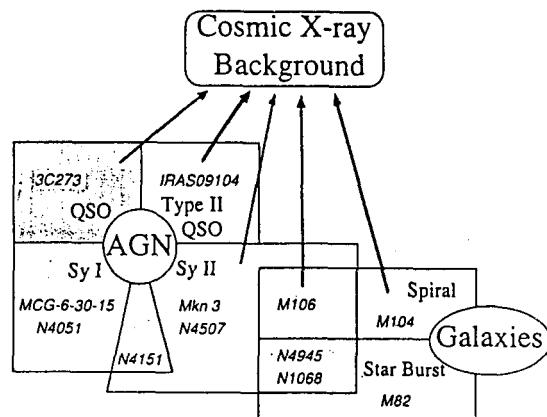 Cosmic X-ray
Background
3C273
QSO
IRAS09104
Type II
QSO
AGN
Sy I
Sy II
MCG-6-30-15
N4051
Mkn 3
N4507
N4151
M106
Spiral
M104
Galaxies
N4945
N1068
Star Burst
M82